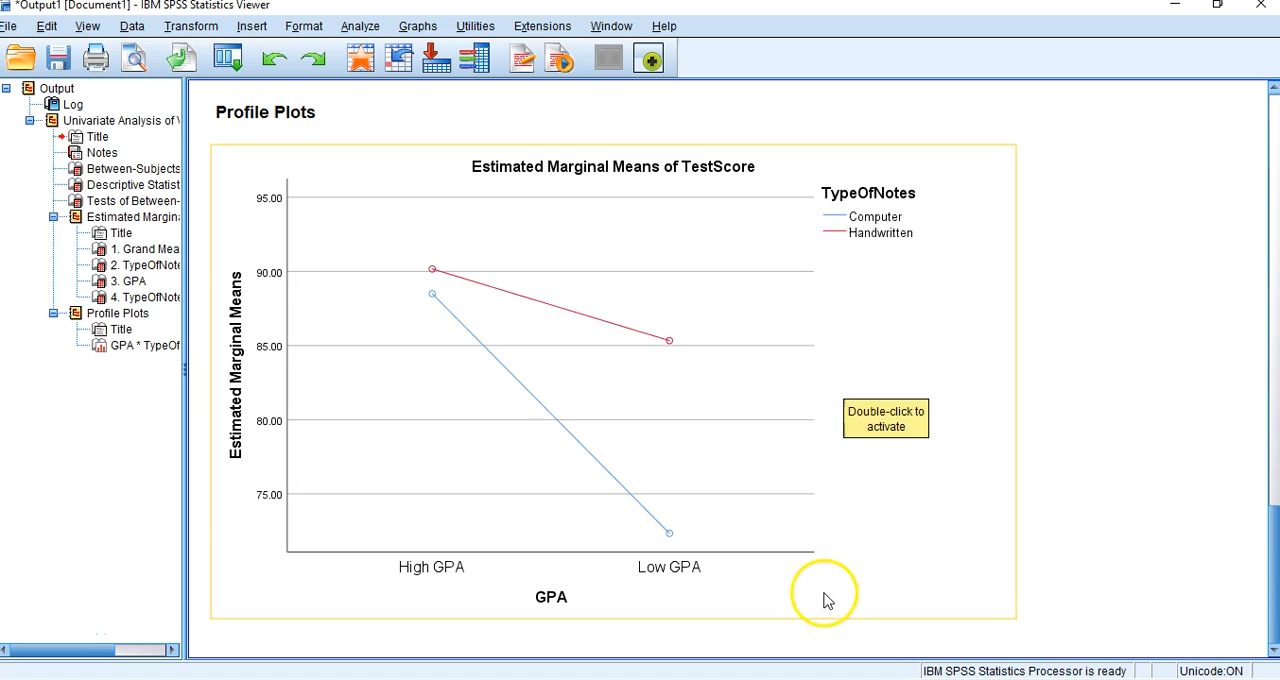 *Output1 [Document1] - IBM SPSS Statistics Viewer
File Edit View Data Transform Insert Format Analyze Graphs Utilities Extensions Window Help
Output
Log
Univariate Analysis of V
Title
Notes
Between-Subjects
Descriptive Statist
Tests of Between-
Estimated Margin
Title
1. Grand Mea
2. TypeOfNote
3. GPA
4. TypeOfNote
Profile Plots
Title
GPA * TypeOf
Profile Plots
Estimated Marginal Means of TestScore
TypeOfNotes
Computer
Handwritten
Estimated Marginal Means
95.00
90.00
85.00
80.00
75.00
Double-click to
activate
High GPA Low GPA
GPA
IBM SPSS Statistics Processor is ready Unicode:ON